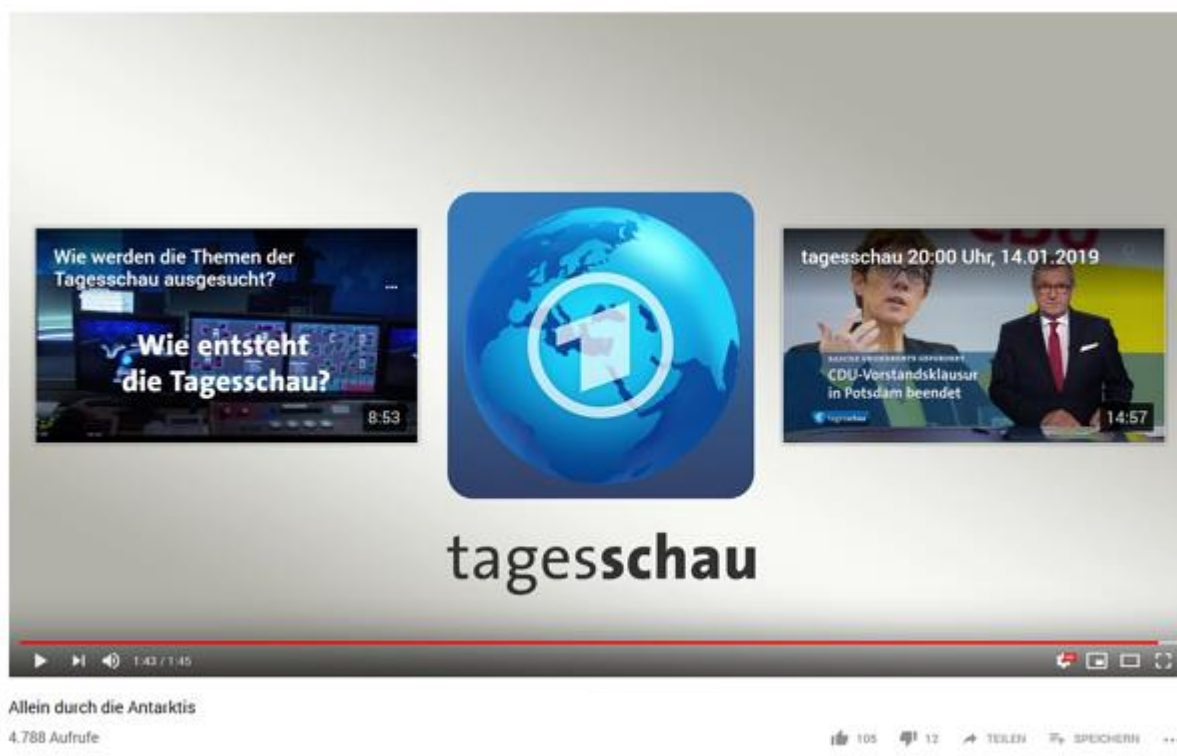 Wie werden die Themen der
Tagesschau ausgesucht?
...
Wie entsteht
die Tagesschau?
8:53
tagesschau 20:00 Uhr, 14.01.2019
CDU
CDU-Vorstandsklausur
in Potsdam beendet
tagesschau
14:57
tagesschau
1:43 / 1:45
Allein durch die Antarktis
4.788 Aufrufe
105
12
TEILEN
SPEICHERN
...